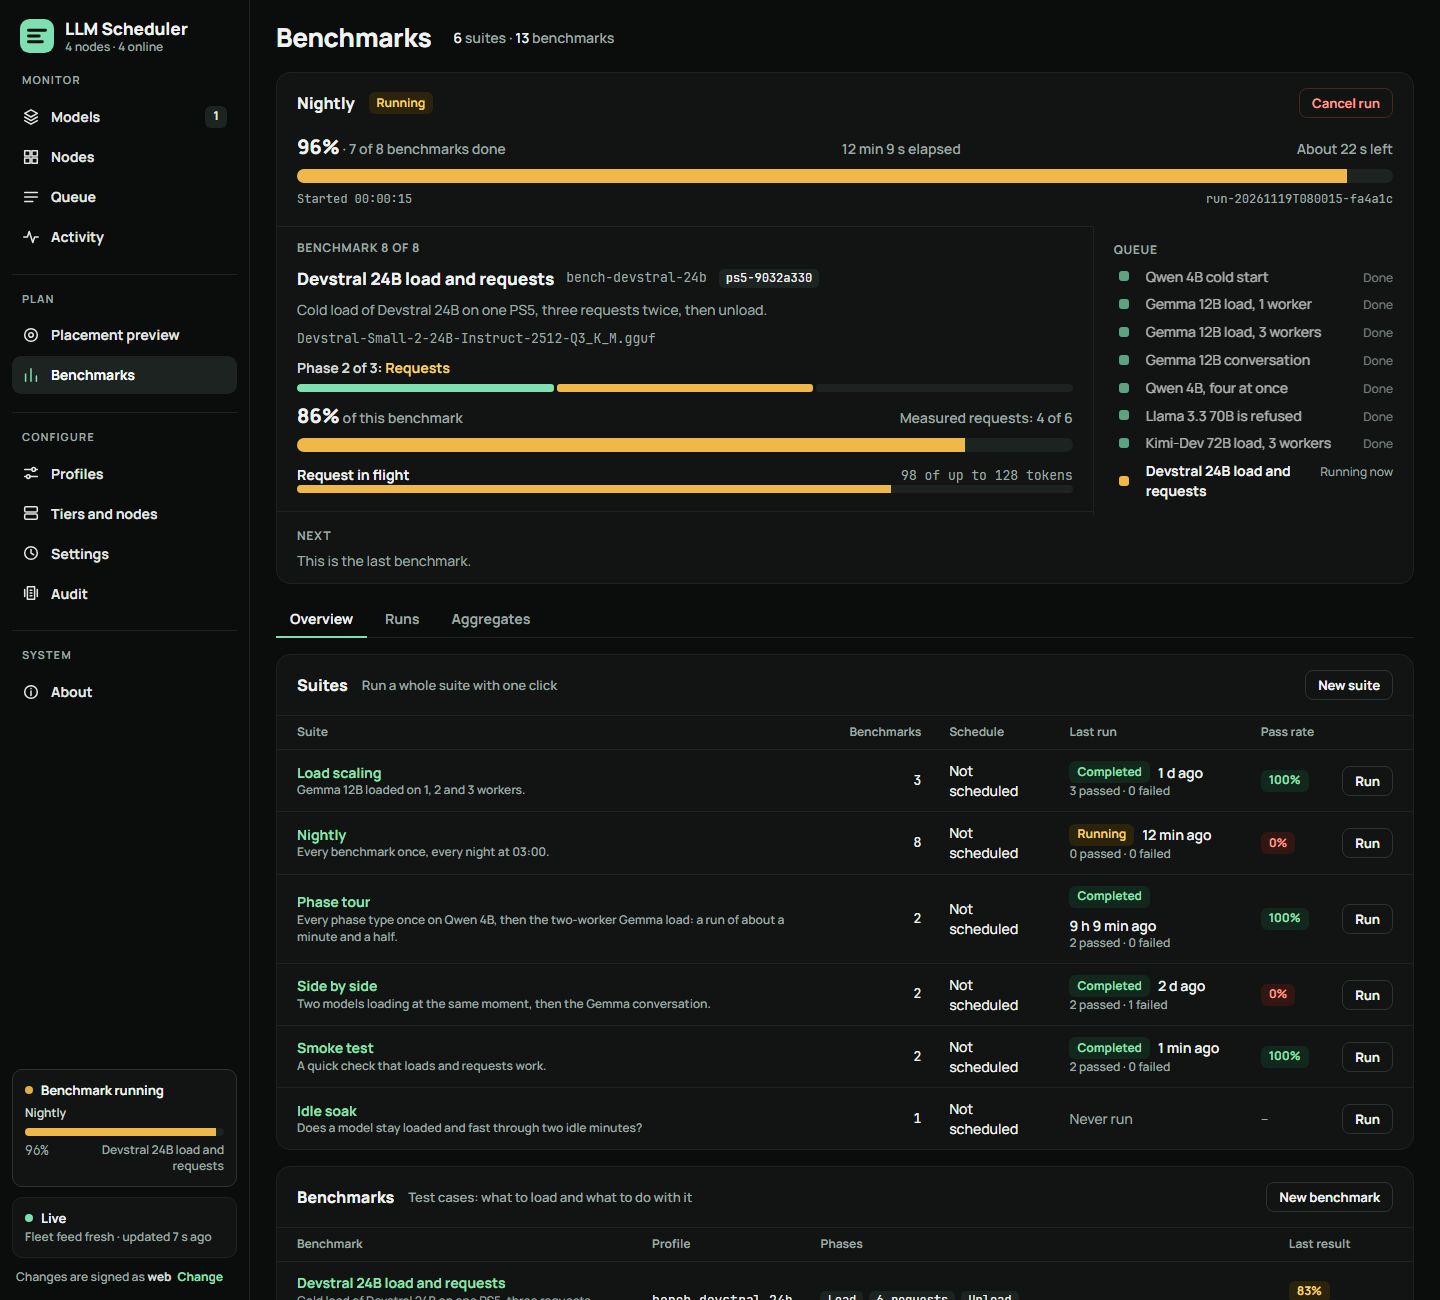 LLM Scheduler
4 nodes · 4 online
MONITOR
Models 1
Nodes
Queue
Activity
PLAN
Placement preview
Benchmarks
CONFIGURE
Profiles
Tiers and nodes
Settings
Audit
SYSTEM
About
Benchmark running
Nightly
96% Devstral 24B load and
requests
Live
Fleet feed fresh · updated 7 s ago
Changes are signed as web Change
Benchmarks 6 suites · 13 benchmarks
Nightly Running Cancel run
96% · 7 of 8 benchmarks done 12 min 9 s elapsed About 22 s left
Started 00:00:15 run-20261119T080015-fa4a1c
BENCHMARK 8 OF 8
Devstral 24B load and requests bench-devstral-24b ps5-9032a330
Cold load of Devstral 24B on one PS5, three requests twice, then unload.
Devstral-Small-2-24B-Instruct-2512-Q3_K_M.gguf
Phase 2 of 3: Requests
86% of this benchmark Measured requests: 4 of 6
Request in flight 98 of up to 128 tokens
NEXT
This is the last benchmark.
QUEUE
Qwen 4B cold start Done
Gemma 12B load, 1 worker Done
Gemma 12B load, 3 workers Done
Gemma 12B conversation Done
Qwen 4B, four at once Done
Llama 3.3 70B is refused Done
Kimi-Dev 72B load, 3 workers Done
Devstral 24B load and Running now
requests
Overview Runs Aggregates
Suites Run a whole suite with one click New suite
Suite Benchmarks Schedule Last run Pass rate
Load scaling
Gemma 12B loaded on 1, 2 and 3 workers.
3
Not
scheduled
Completed 1 d ago
3 passed · 0 failed
100% Run
Nightly
Every benchmark once, every night at 03:00.
8
Not
scheduled
Running 12 min ago
0 passed · 0 failed
0% Run
Phase tour
Every phase type once on Qwen 4B, then the two-worker Gemma load: a run of about a
minute and a half.
2
Not
scheduled
Completed
9 h 9 min ago
2 passed · 0 failed
100% Run
Side by side
Two models loading at the same moment, then the Gemma conversation.
2
Not
scheduled
Completed 2 d ago
2 passed · 1 failed
0% Run
Smoke test
A quick check that loads and requests work.
2
Not
scheduled
Completed 1 min ago
2 passed · 0 failed
100% Run
Idle soak
Does a model stay loaded and fast through two idle minutes?
1
Not
scheduled
Never run
– Run
Benchmarks Test cases: what to load and what to do with it New benchmark
Benchmark Profile Phases Last result
Devstral 24B load and requests
Cold load of Devstral 24B on one PS5, three requests
bench-devstral-24b Load 6 requests Unload
83%